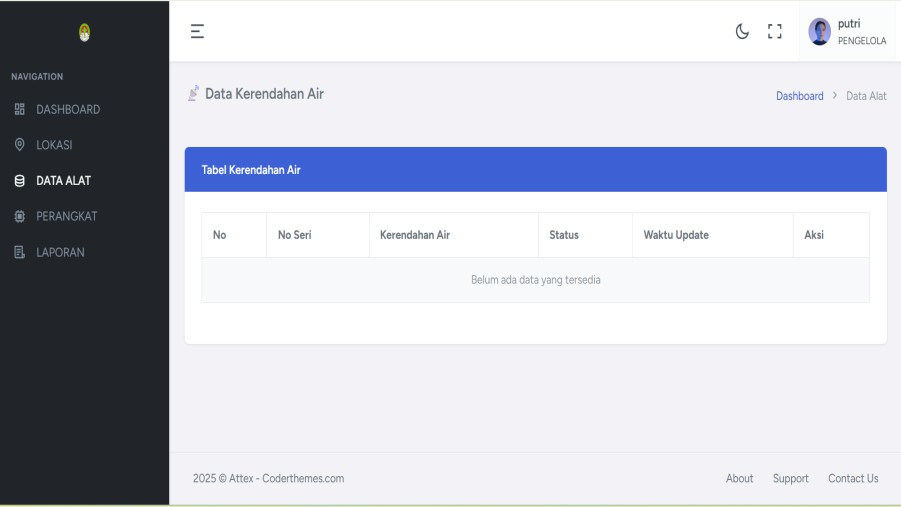 putri
PENGELOLA
NAVIGATION
DASHBOARD
LOKASI
DATA ALAT
PERANGKAT
LAPORAN
Data Kerendahan Air
Dashboard > Data Alat
Tabel Kerendahan Air
No No Seri Kerendahan Air Status Waktu Update Aksi
Belum ada data yang tersedia
2025 © Attex - Coderthemes.com
About Support Contact Us